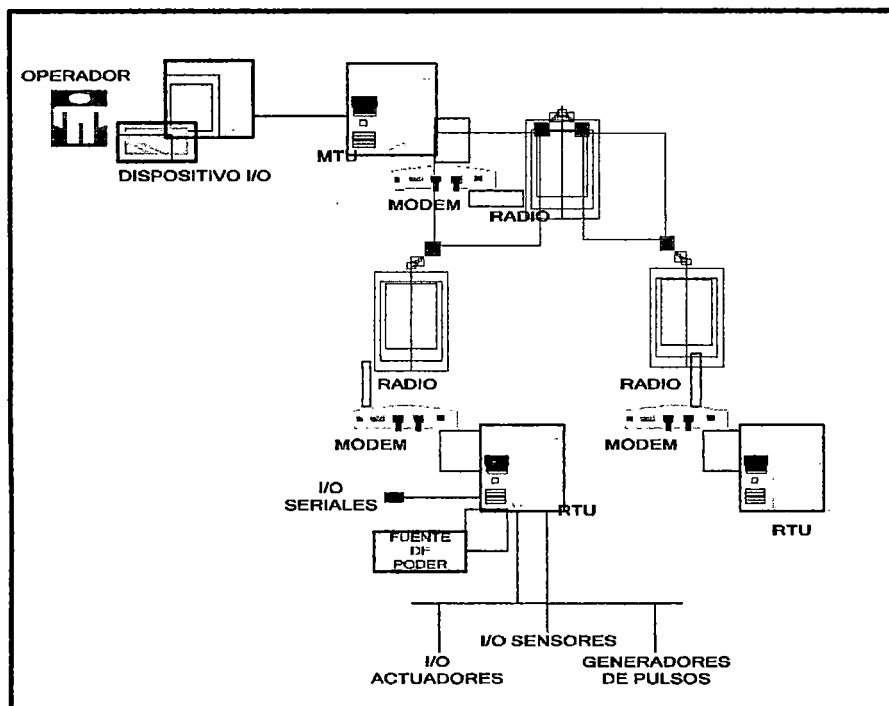 OPERADOR
DISPOSITIVO I/O
MTU
MODEM
RADIO
RADIO
RADIO
MODEM
MODEM
I/O
SERIALES
RTU
RTU
FUENTE
DE
PODER
I/O SENSORES
I/O
ACTUADORES
GENERADORES
DE PULSOS